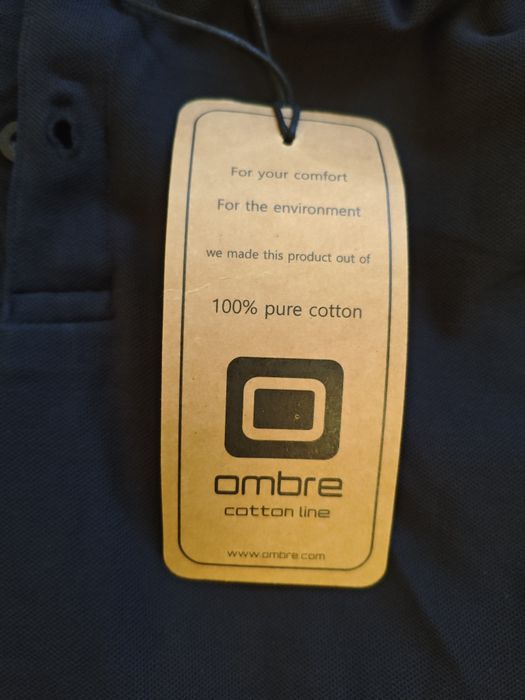 For your comfort
For the environment
we made this product out of
100% pure cotton
ombre
cotton line
www.ombre.com